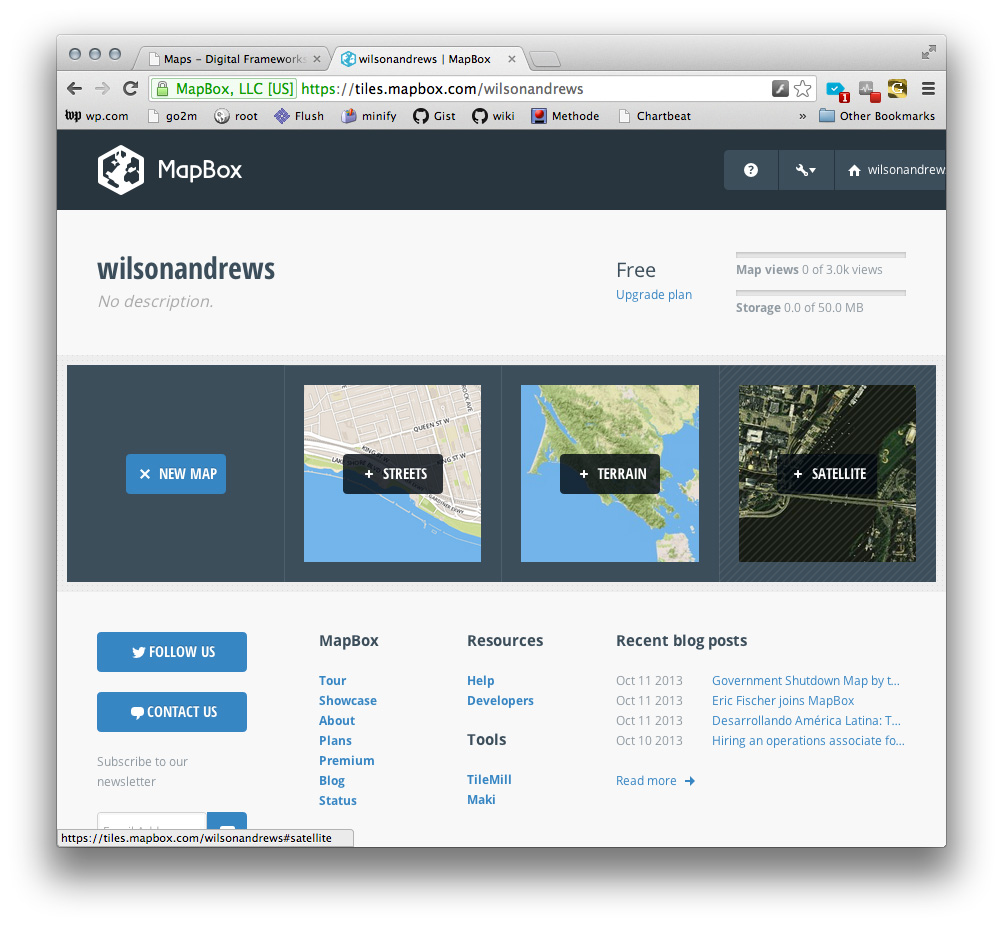 Maps – Digital Frameworks
wilsonandrews | MapBox
MapBox, LLC [US] https://tiles.mapbox.com/wilsonandrews
1
G
wp wp.com go2m root Flush minify Gist wiki Methode Chartbeat » Other Bookmarks
MapBox
? wilsonandrew
wilsonandrews
No description.
Free
Upgrade plan
Map views 0 of 3.0k views
Storage 0.0 of 50.0 MB
NEW MAP
QUEEN ST W
KING ST W
+ STREETS
+ TERRAIN
+ SATELLITE
FOLLOW US
CONTACT US
Subscribe to our
newsletter
MapBox
Tour
Showcase
About
Plans
Premium
Blog
Status
Resources
Help
Developers
Tools
TileMill
Maki
Recent blog posts
Oct 11 2013 Government Shutdown Map by t...
Oct 11 2013 Eric Fischer joins MapBox
Oct 11 2013 Desarrollando América Latina: T...
Oct 10 2013 Hiring an operations associate fo...
Read more →
https://tiles.mapbox.com/wilsonandrews#satellite